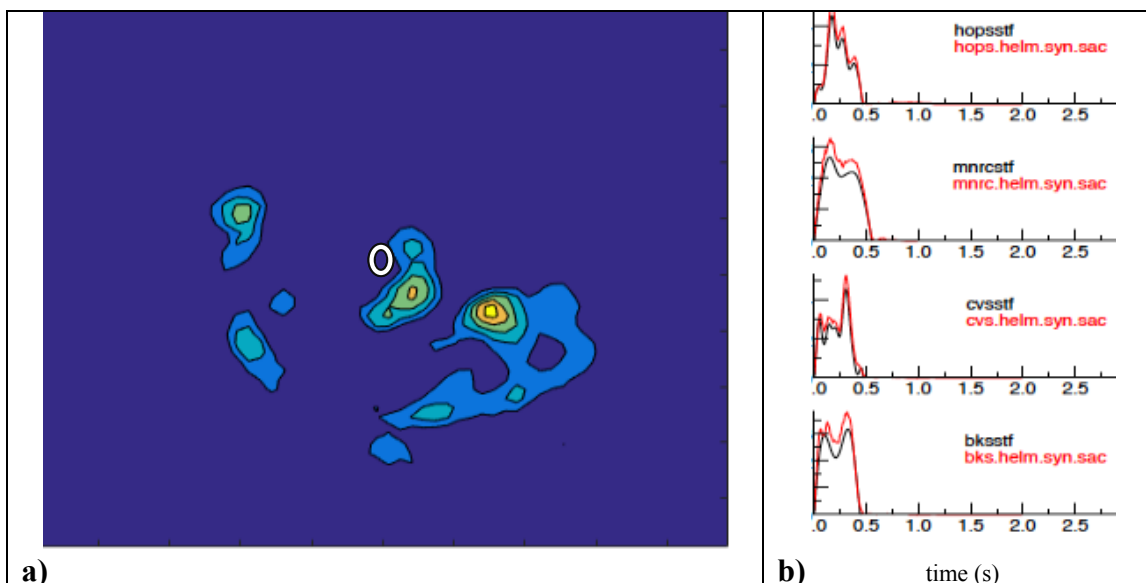 hopsstf
hops.helm.syn.sac
.0 0.5 1.0 1.5 2.0 2.5
mnrcstf
mnrc.helm.syn.sac
.0 0.5 1.0 1.5 2.0 2.5
cvsstf
cvs.helm.syn.sac
.0 0.5 1.0 1.5 2.0 2.5
bksstf
bks.helm.syn.sac
.0 0.5 1.0 1.5 2.0 2.5
a)
b) time (s)